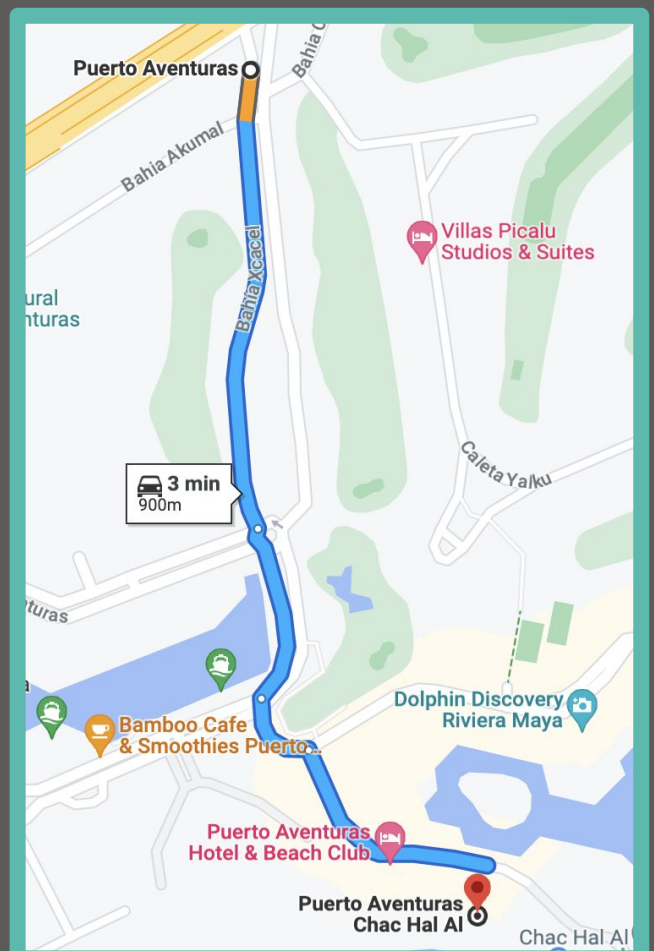 Puerto Aventuras
Bahia
Bahia Akumal
Villas Picalu
Studios & Suites
ural
nturas
Bahia Xcacel
Caleta Yalku
3 min
900m
turas
a
Dolphin Discovery
Riviera Maya
Bamboo Cafe
& Smoothies Puerto...
Puerto Aventuras
Hotel & Beach Club
Puerto Aventuras
Chac Hal Al
Chac Hal Al